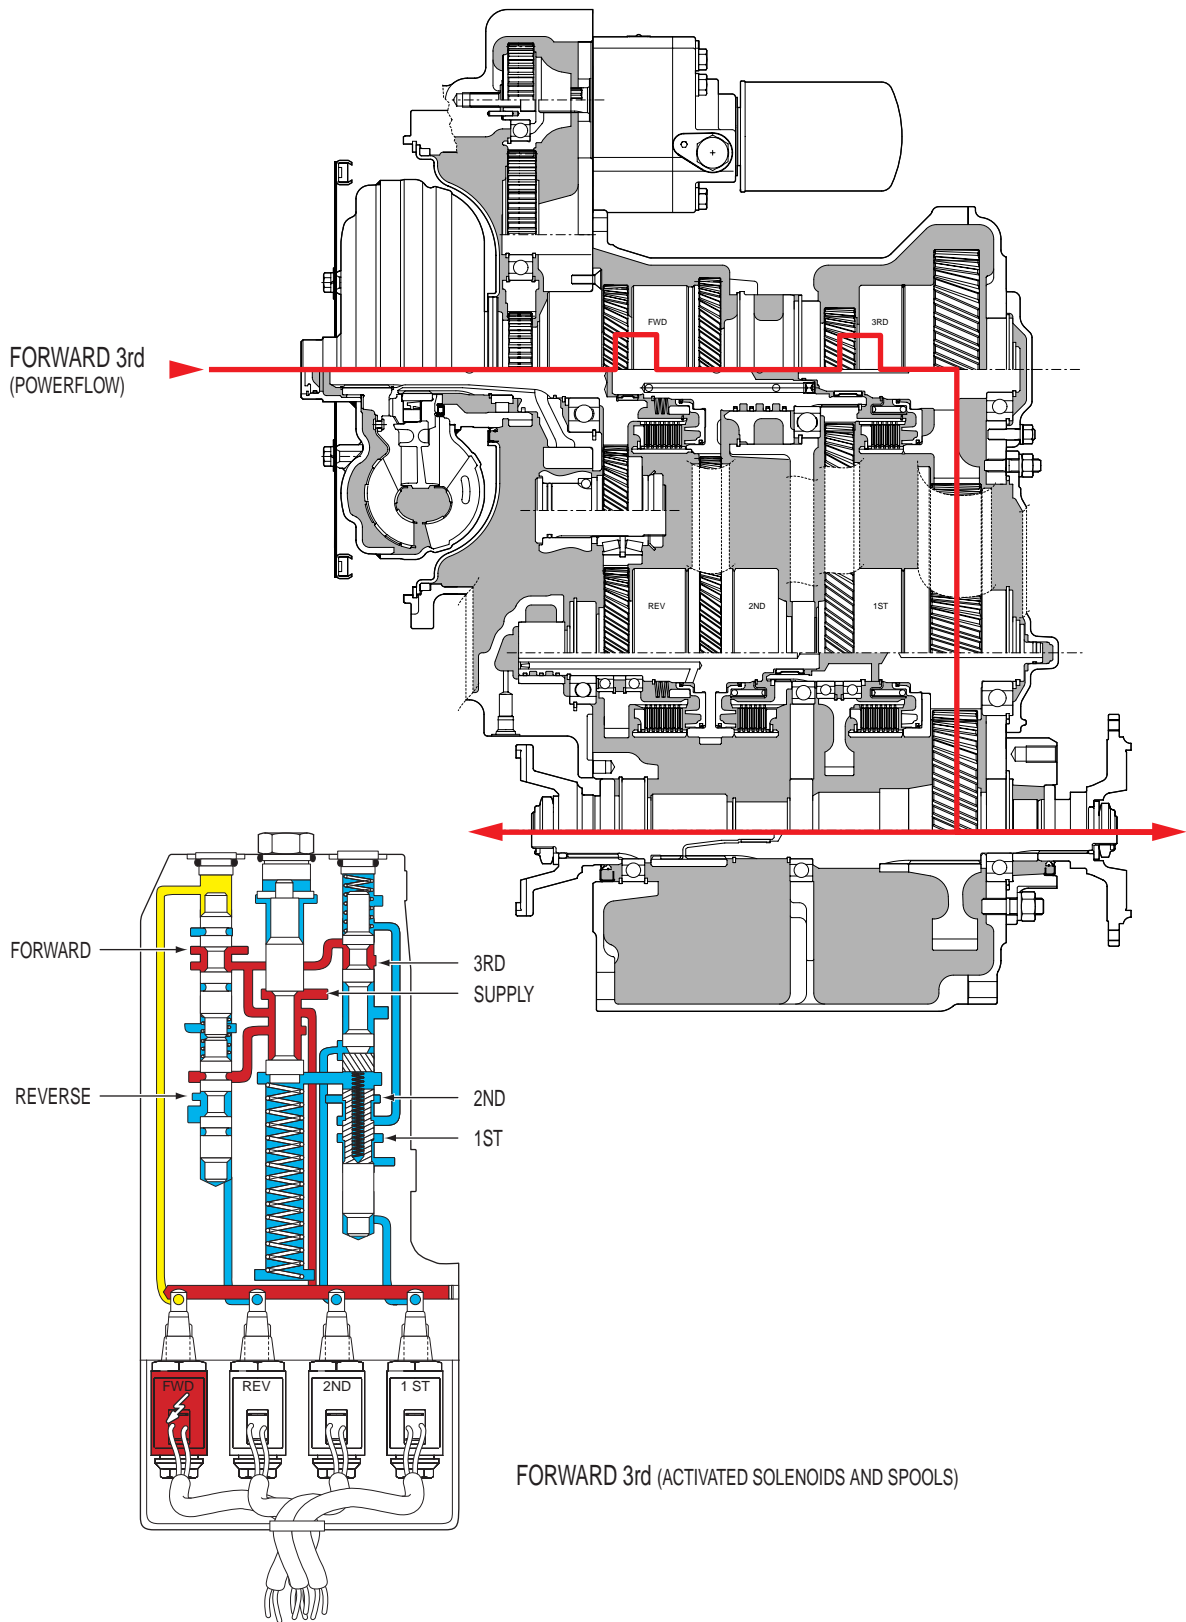 FWD
3RD
FORWARD 3rd
(POWERFLOW)
REV
2ND
1ST
FORWARD
3RD
SUPPLY
REVERSE
2ND
1ST
FWD
REV
2ND
1 ST
FORWARD 3rd (ACTIVATED SOLENOIDS AND SPOOLS)